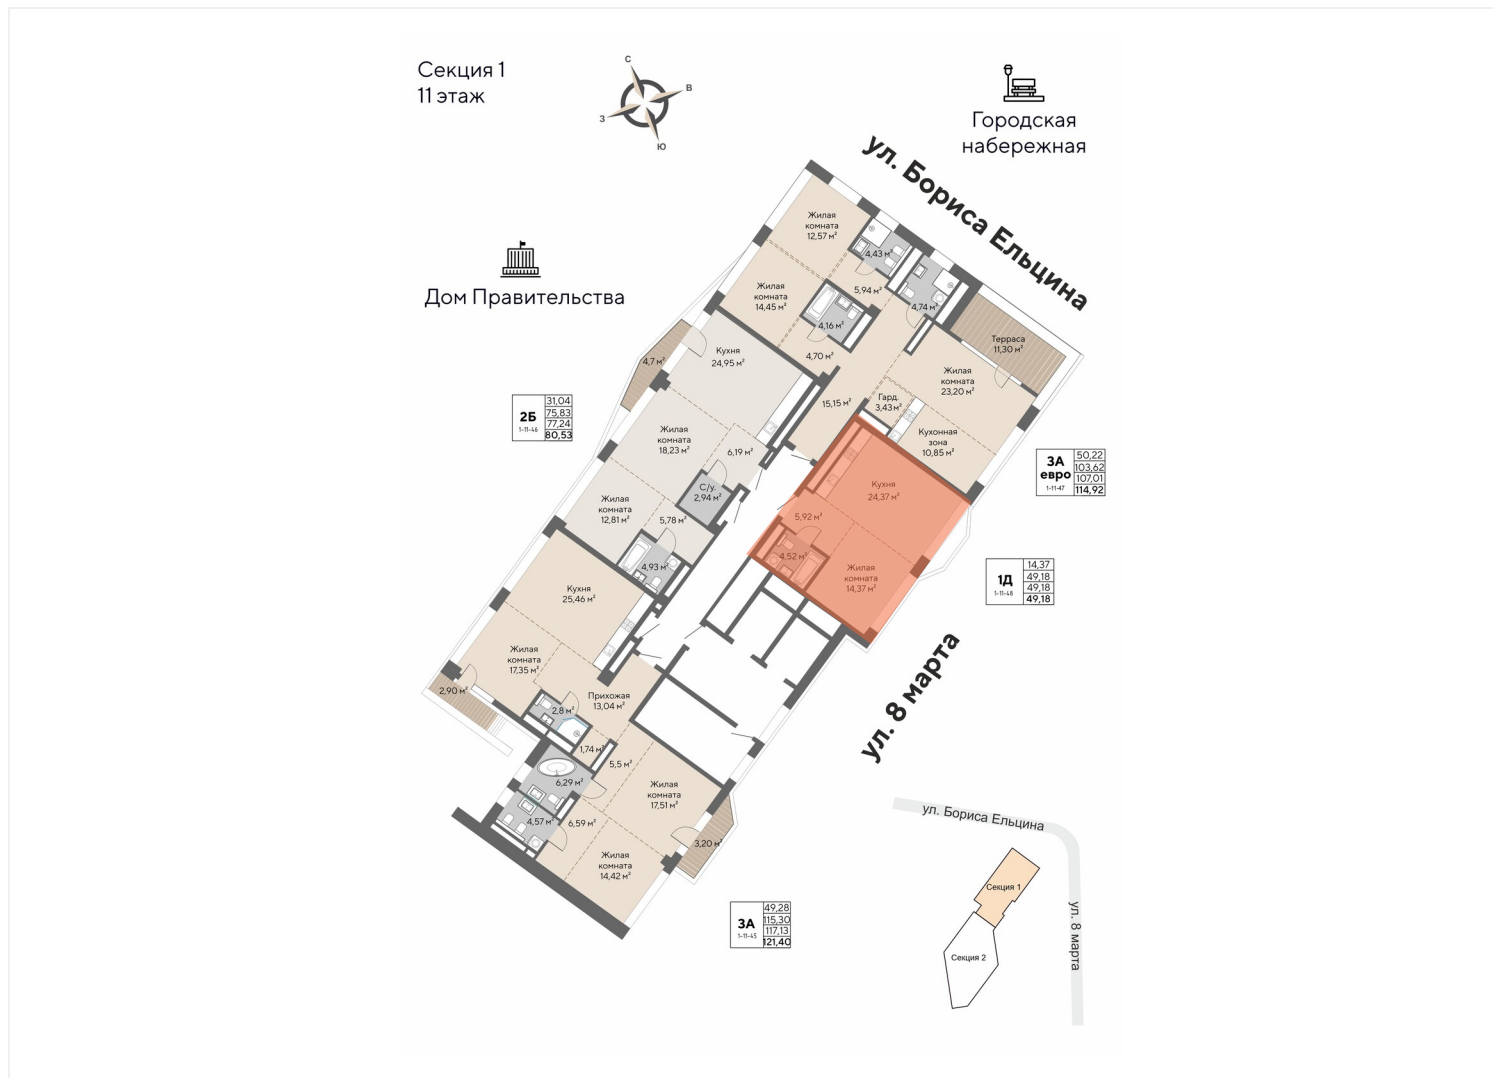 Секция 1
11 этаж
С
В
З
Ю
Городская
набережная
ул. Бориса Ельцина
Дом Правительства
Жилая
комната
12,57 м²
4,43 м²
5,94 м²
Жилая
комната
14,45 м²
4,16 м²
4,74 м²
4,70 м²
Терраса
11,30 м²
Жилая
комната
23,20 м²
Гард.
3,43 м²
15,15 м²
Кухонная
зона
10,85 м²
Кухня
24,95 м²
4,7 м²
Жилая
комната
18,23 м²
6,19 м²
С/у.
2,94 м²
Жилая
комната
12,81 м²
5,78 м²
4,93 м²
2Б
1-11-46
31,04
75,83
77,24
80,53
3А
евро
1-11-47
50,22
103,62
107,01
114,92
Кухня
24,37 м²
5,92 м²
4,52 м²
Жилая
комната
14,37 м²
1Д
1-11-48
14,37
49,18
49,18
49,18
Кухня
25,46 м²
Жилая
комната
17,35 м²
2,90 м²
Прихожая
13,04 м²
2,8 м²
1,74 м²
5,5 м²
6,29 м²
Жилая
комната
17,51 м²
4,57 м²
6,59 м²
3,20 м²
Жилая
комната
14,42 м²
ул. 8 марта
3А
1-11-45
49,28
115,30
117,13
121,40
ул. Бориса Ельцина
Секция 1
ул. 8 марта
Секция 2